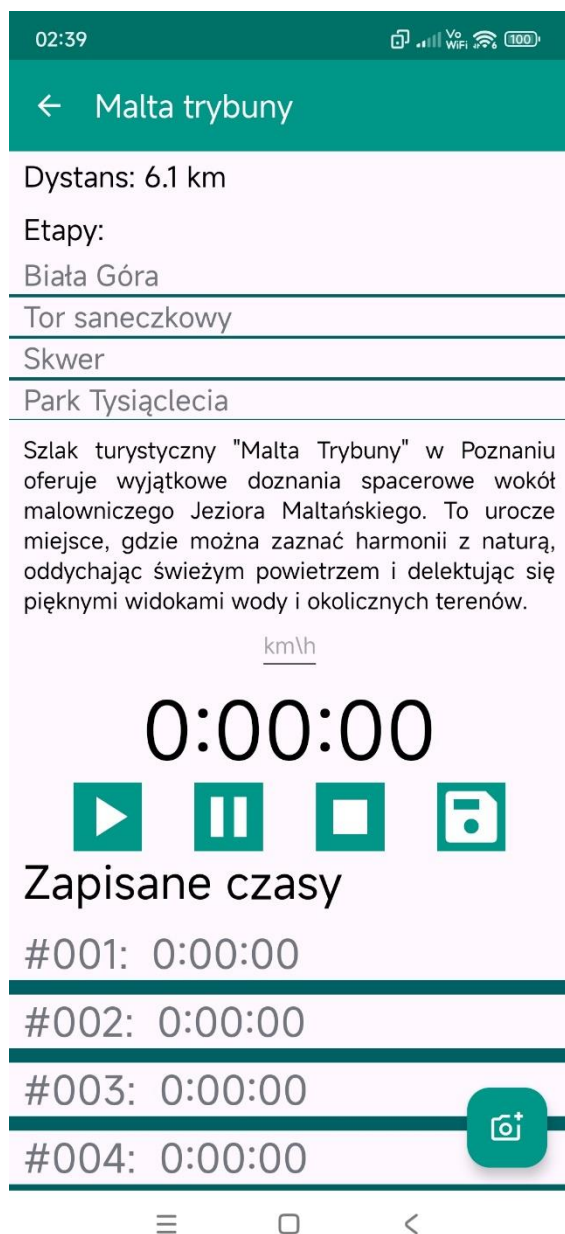 02:39
Vo
WiFi
100
Malta trybuny
Dystans: 6.1 km
Etapy:
Biała Góra
Tor saneczkowy
Skwer
Park Tysiąclecia
Szlak turystyczny "Malta Trybuny" w Poznaniu
oferuje wyjątkowe doznania spacerowe wokół
malowniczego Jeziora Maltańskiego. To urocze
miejsce, gdzie można zaznać harmonii z naturą,
oddychając świeżym powietrzem i delektując się
pięknymi widokami wody i okolicznych terenów.
km\h
0:00:00
Zapisane czasy
#001: 0:00:00
#002: 0:00:00
#003: 0:00:00
#004: 0:00:00